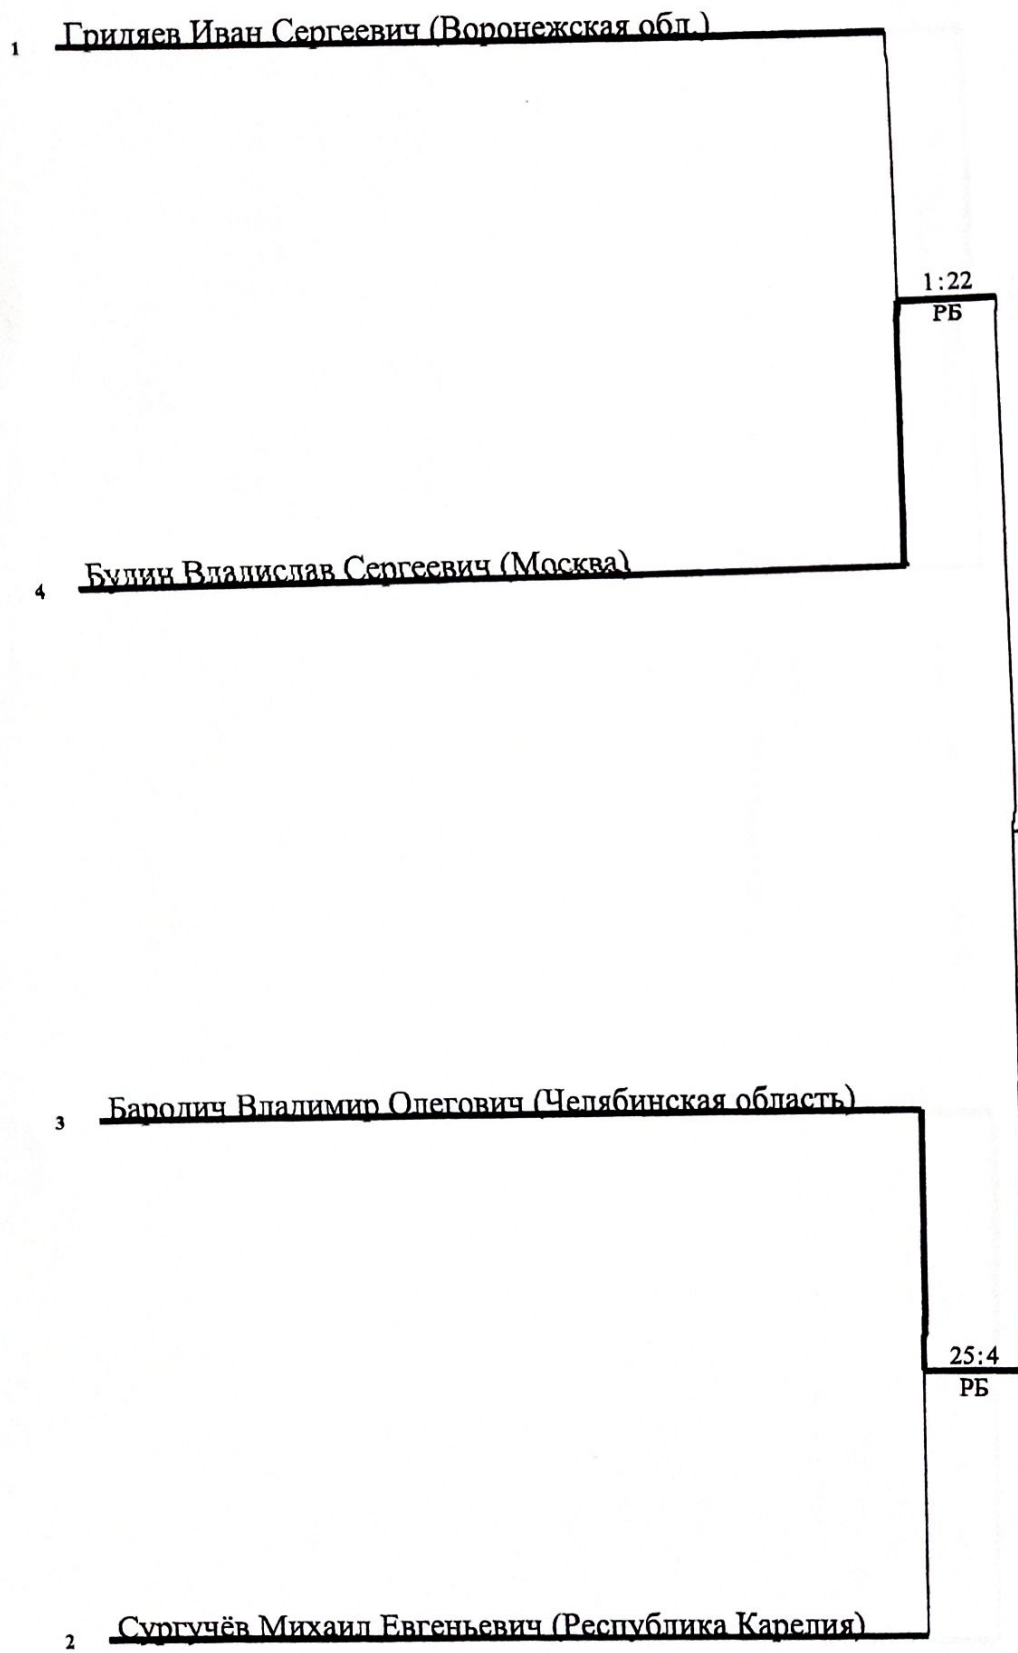 1 Гриляев Иван Сергеевич (Воронежская обл.)
1:22
РБ
4 Булин Владислав Сергеевич (Москва)
3 Бародич Владимир Олегович (Челябинская область)
25:4
РБ
2 Сургучёв Михаил Евгеньевич (Республика Карелия)